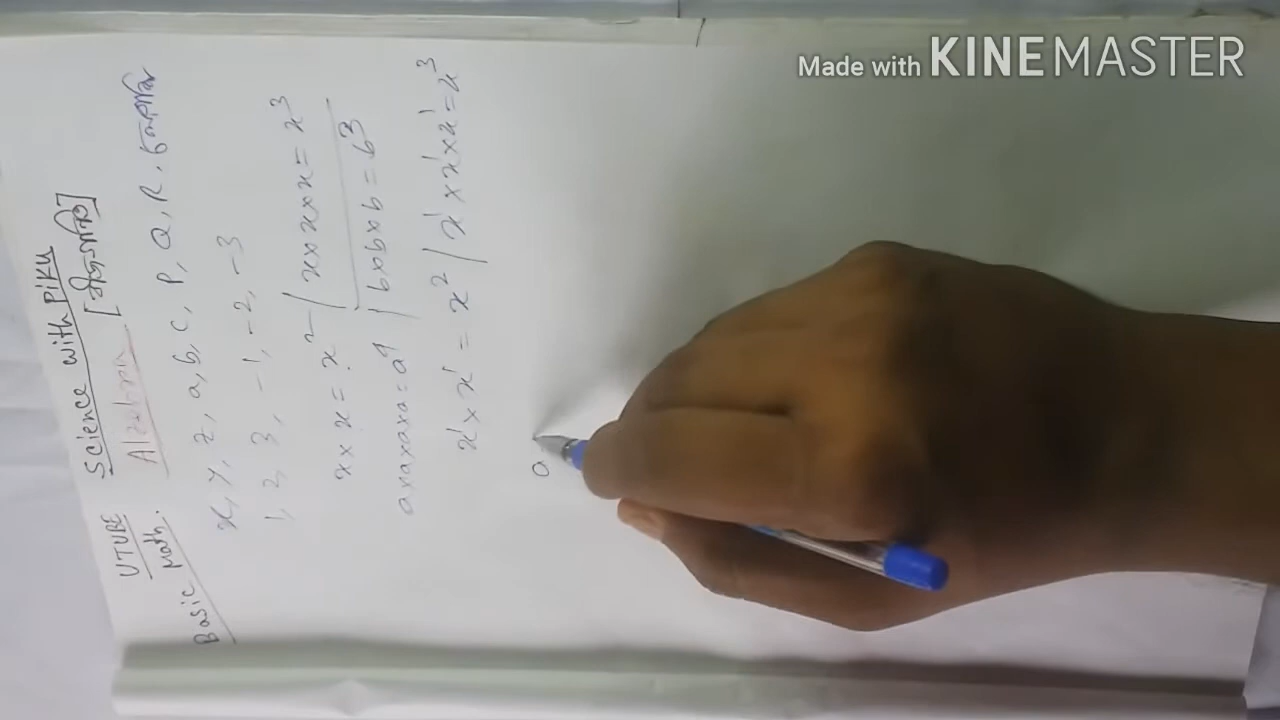 Made with KINEMASTER
UTUBE Science with PiKU
Basic Math. Algebra [বীজগণিত]
x, y, z, a, b, c, P, Q, R, চলরাশি
1, 2, 3, -1, -2, -3
x × x = x² / x × x × x = x³
a×a×a×a = a⁴ / b×b×b = b³
x¹ × x¹ = x² / x¹ × x¹ × x¹ = x³
a